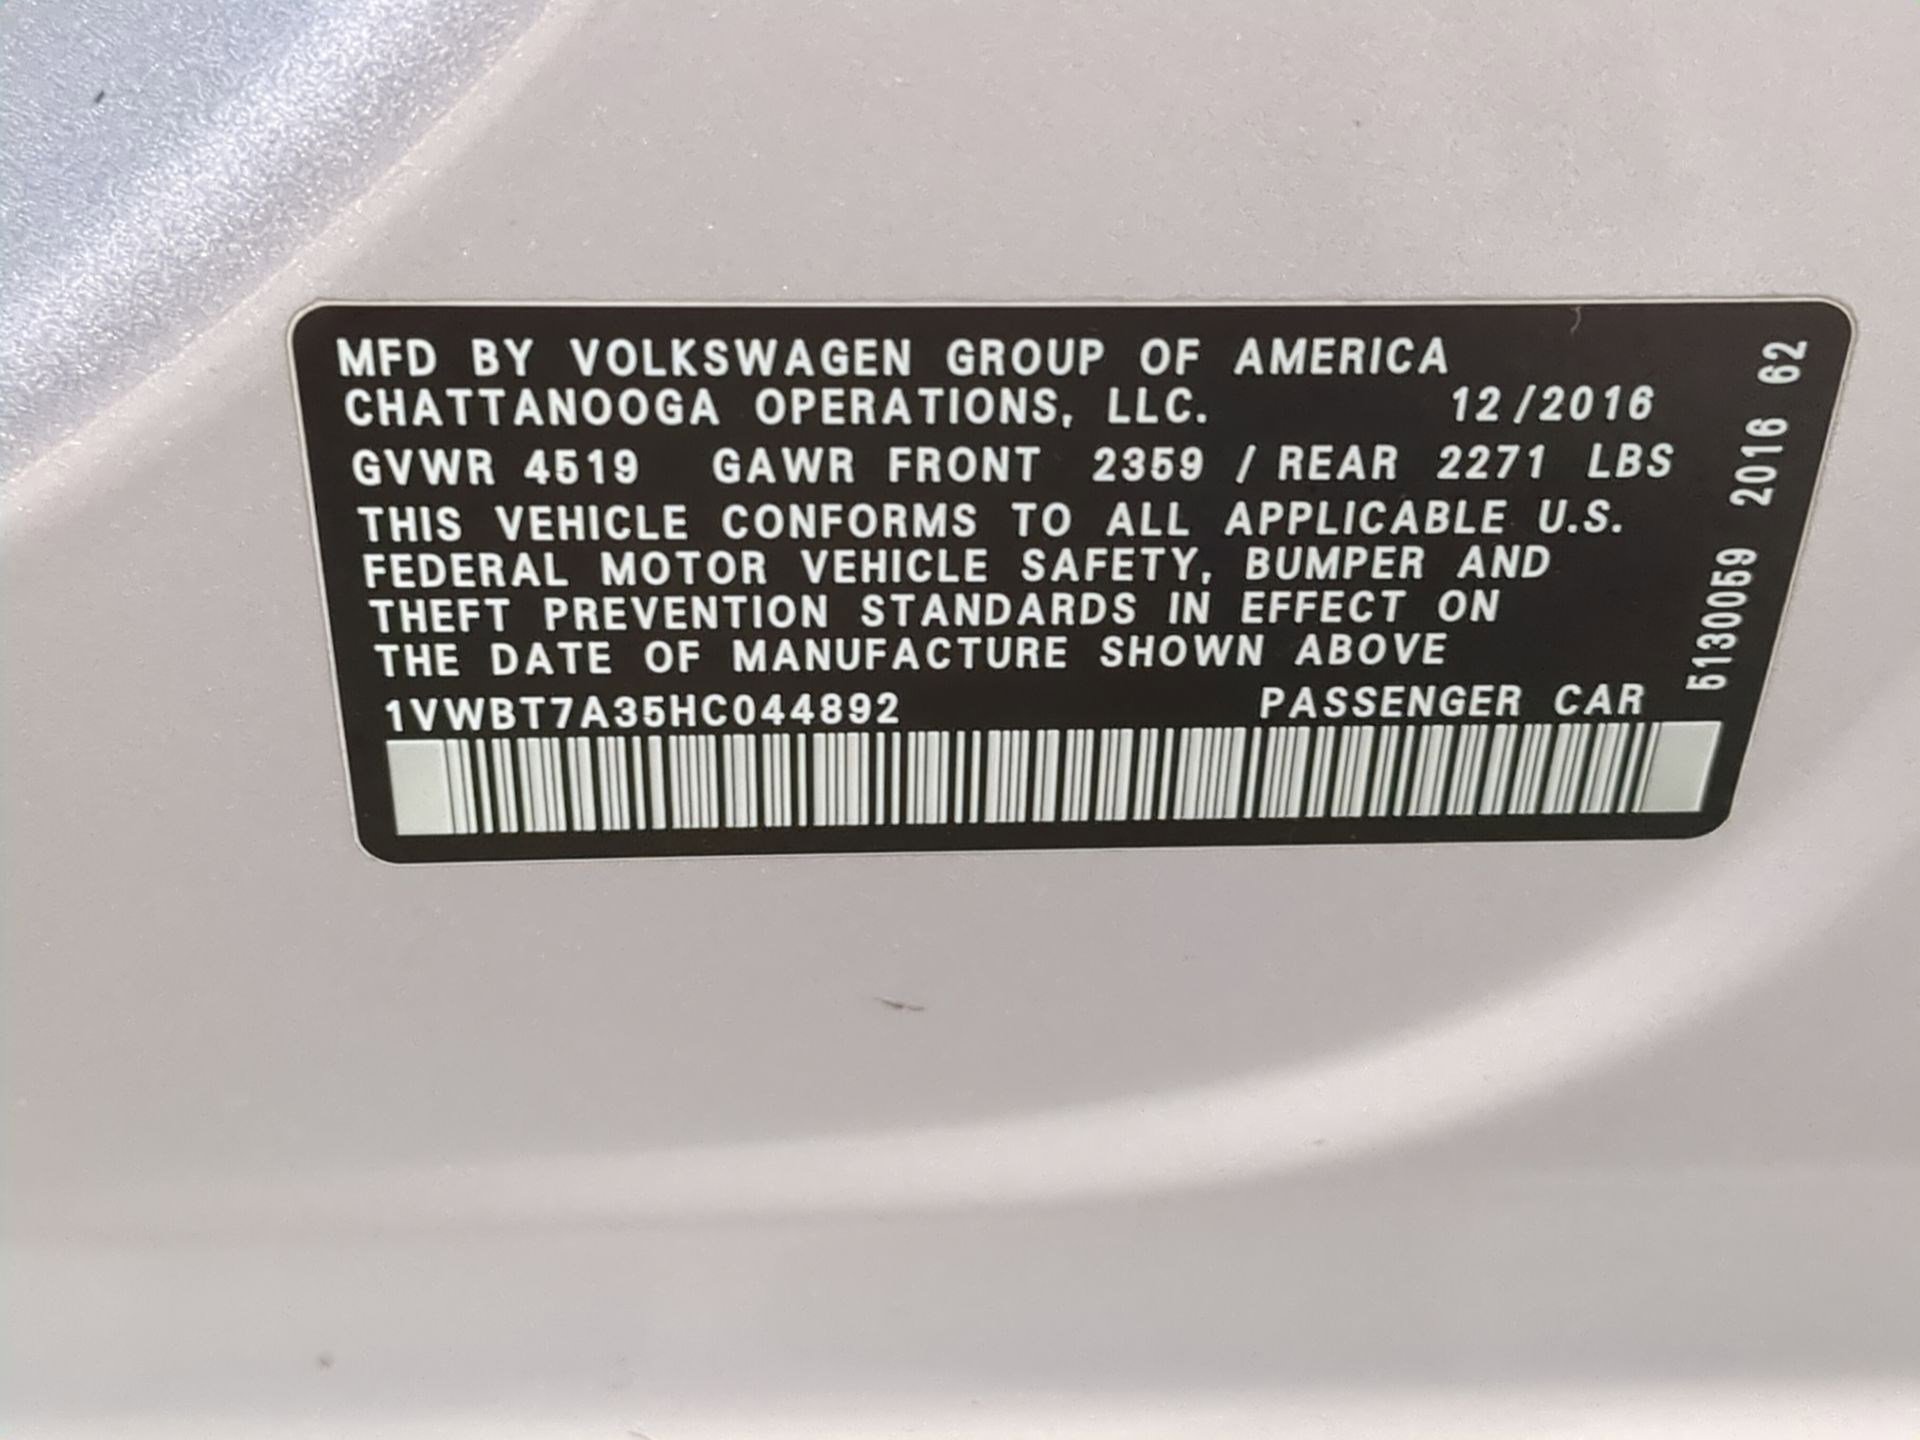 MFD BY VOLKSWAGEN GROUP OF AMERICA
CHATTANOOGA OPERATIONS, LLC. 12/2016
GVWR 4519 GAWR FRONT 2359 / REAR 2271 LBS
THIS VEHICLE CONFORMS TO ALL APPLICABLE U.S.
FEDERAL MOTOR VEHICLE SAFETY, BUMPER AND
THEFT PREVENTION STANDARDS IN EFFECT ON
THE DATE OF MANUFACTURE SHOWN ABOVE
1VWBT7A35HC044892 PASSENGER CAR
5130059 2016 62